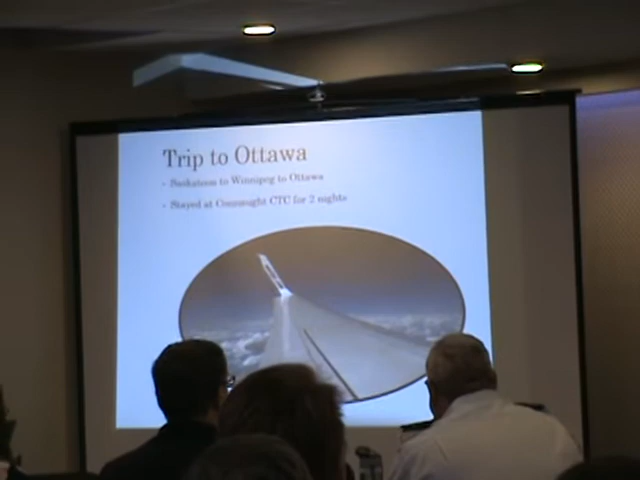 Trip to Ottawa
Saskatoon to Winnipeg to Ottawa
Stayed at Connaught CTC for 2 nights